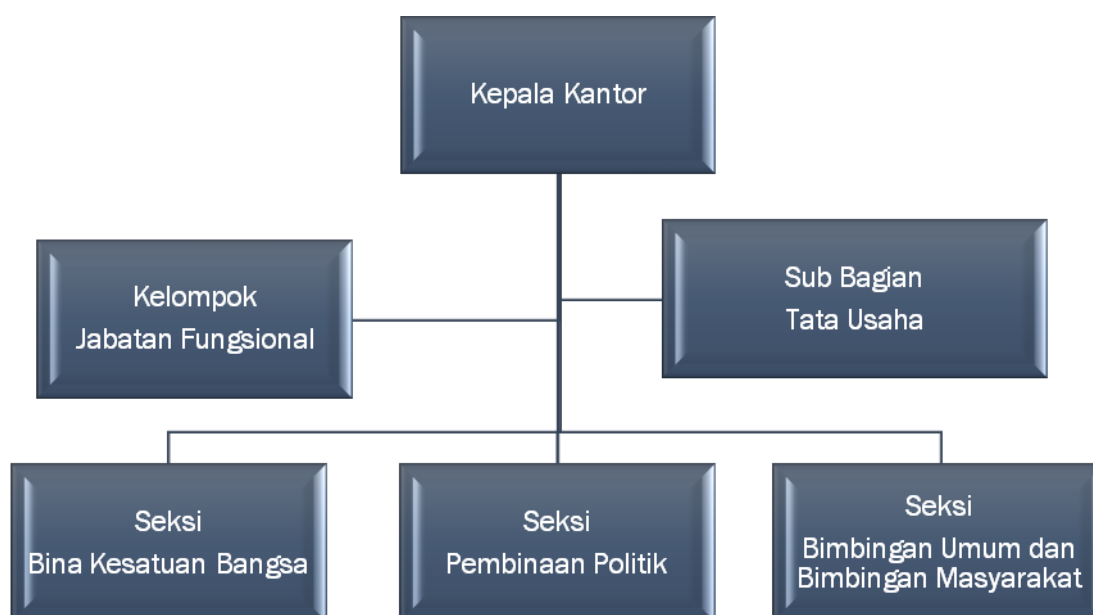 Kepala Kantor
Kelompok
Jabatan Fungsional
Sub Bagian
Tata Usaha
Seksi
Bina Kesatuan Bangsa
Seksi
Pembinaan Politik
Seksi
Bimbingan Umum dan
Bimbingan Masyarakat